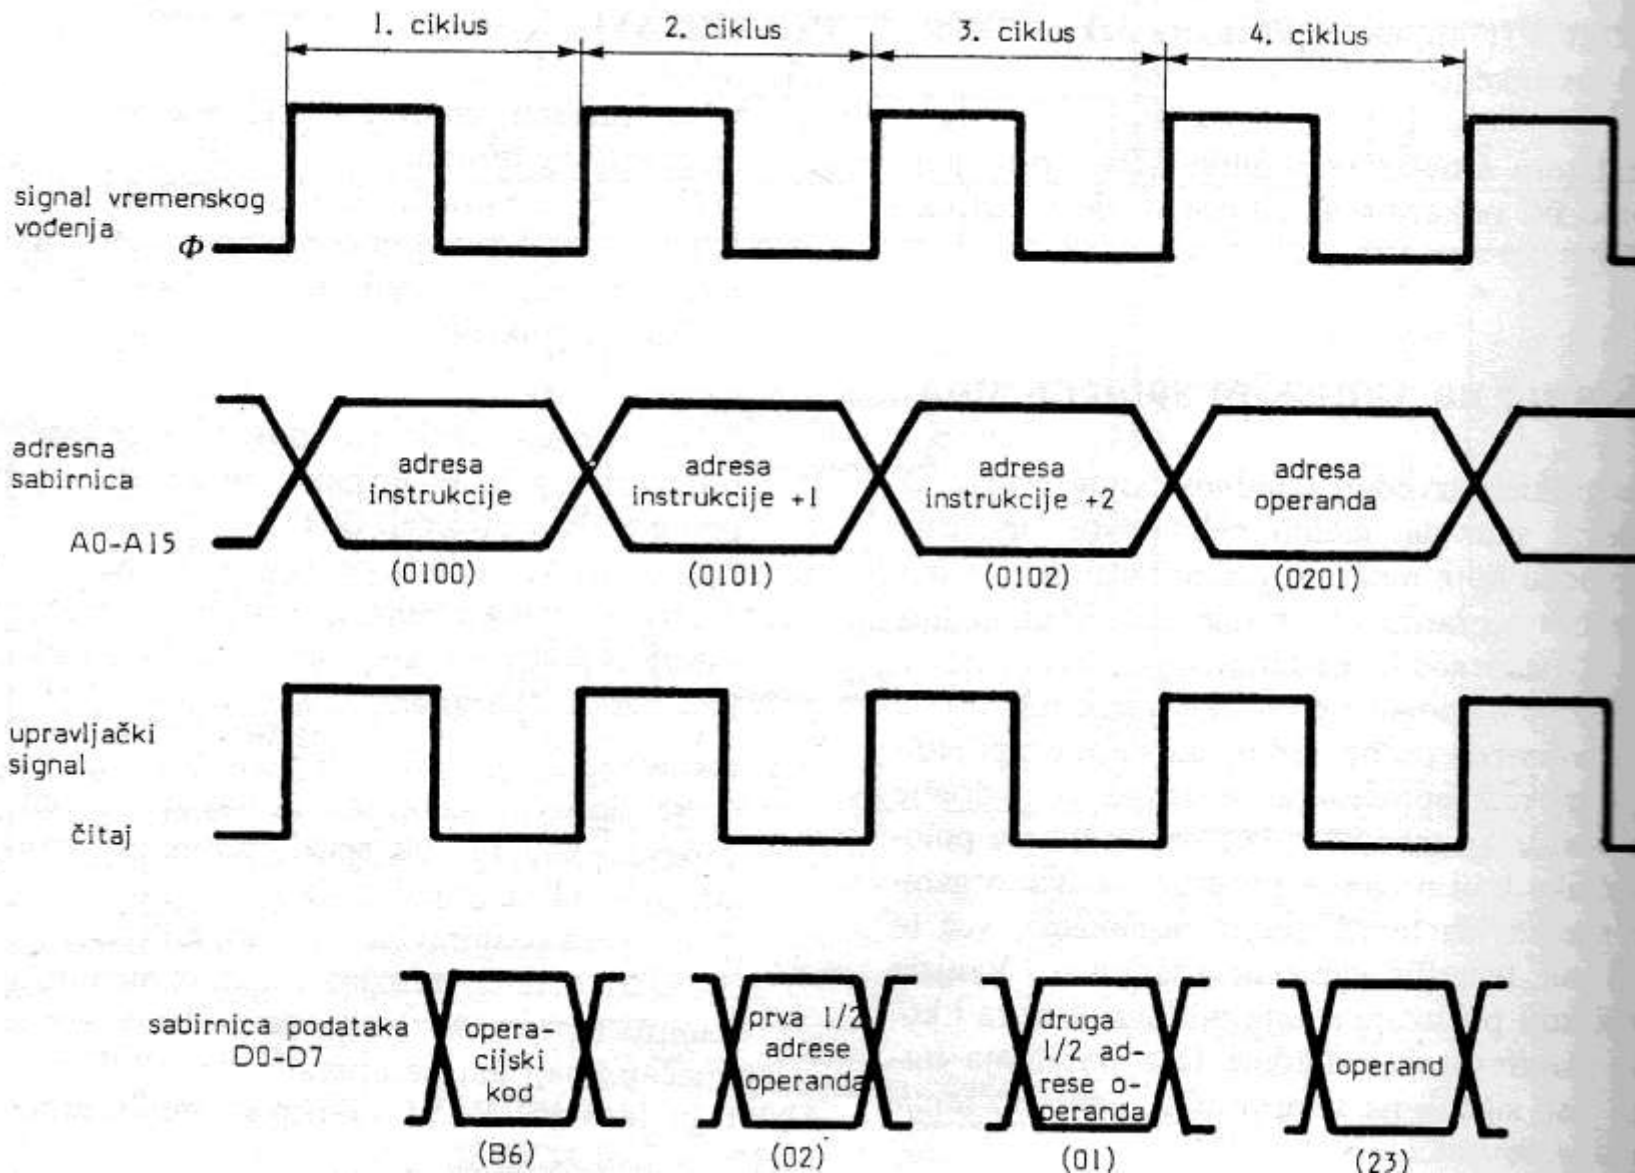 1. ciklus
2. ciklus
3. ciklus
4. ciklus
signal vremenskog
vođenja
Φ
adresna
sabirnica
A0-A15
adresa
instrukcije
(0100)
adresa
instrukcije +1
(0101)
adresa
instrukcije +2
(0102)
adresa
operanda
(0201)
upravljački
signal
čitaj
sabirnica podataka
D0-D7
opera-
cijski
kod
(B6)
prva 1/2
adrese
operanda
(02)
druga
1/2 ad-
rese o-
peranda
(01)
operand
(23)